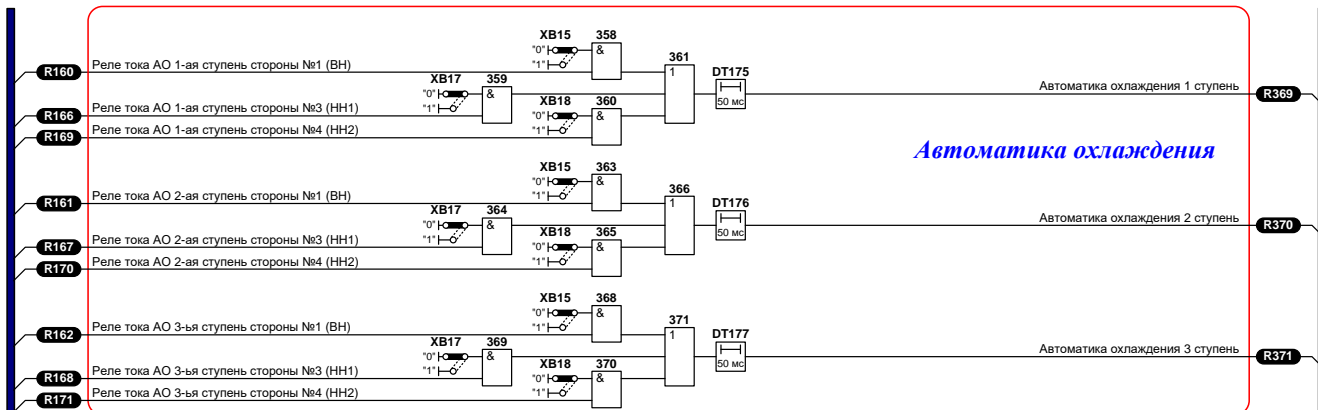 XB15 358
"0" & 361
"1" 1 DT175
R160 Реле тока АО 1-ая ступень стороны №1 (ВН)
XB17 359
"0" & XB18 360 50 мс Автоматика охлаждения 1 ступень R369
"1" "0" &
R166 Реле тока АО 1-ая ступень стороны №3 (НН1) "1"
R169 Реле тока АО 1-ая ступень стороны №4 (НН2)
Автоматика охлаждения
XB15 363
"0" & 366
"1" 1 DT176
R161 Реле тока АО 2-ая ступень стороны №1 (ВН)
XB17 364
"0" & XB18 365 50 мс Автоматика охлаждения 2 ступень R370
"1" "0" &
R167 Реле тока АО 2-ая ступень стороны №3 (НН1) "1"
R170 Реле тока АО 2-ая ступень стороны №4 (НН2)
XB15 368
"0" & 371
"1" 1 DT177
R162 Реле тока АО 3-ья ступень стороны №1 (ВН)
XB17 369
"0" & XB18 370 50 мс Автоматика охлаждения 3 ступень R371
"1" "0" &
R168 Реле тока АО 3-ья ступень стороны №3 (НН1) "1"
R171 Реле тока АО 3-ья ступень стороны №4 (НН2)